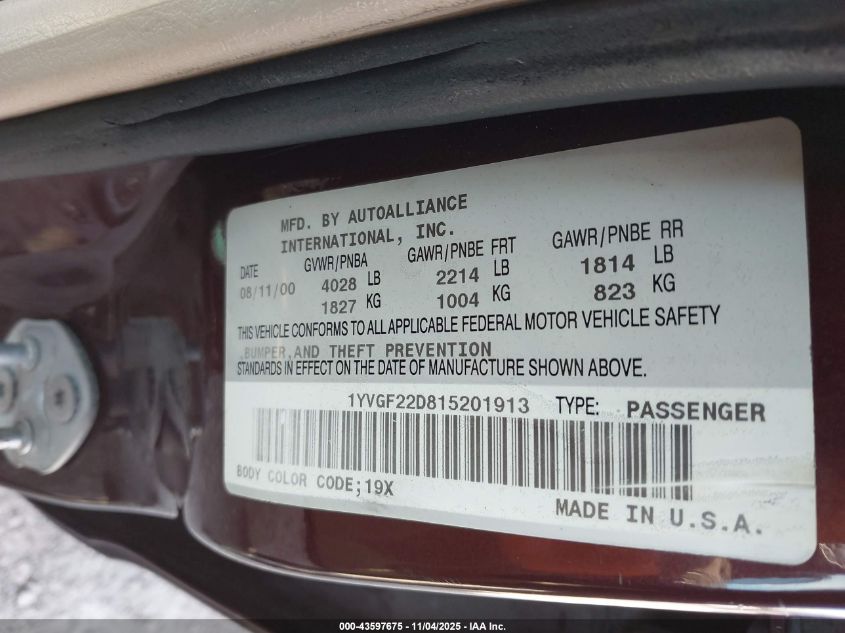 MFD. BY AUTOALLIANCE
INTERNATIONAL, INC.
DATE GVWR/PNBA GAWR/PNBE FRT GAWR/PNBE RR
08/11/00 4028 LB 2214 LB 1814 LB
1827 KG 1004 KG 823 KG
THIS VEHICLE CONFORMS TO ALL APPLICABLE FEDERAL MOTOR VEHICLE SAFETY
,BUMPER,AND THEFT PREVENTION
STANDARDS IN EFFECT ON THE DATE OF MANUFACTURE SHOWN ABOVE.
1YVGF22D815201913 TYPE: PASSENGER
BODY COLOR CODE;19X
MADE IN U.S.A.
000-43597675 - 11/04/2025 - IAA Inc.